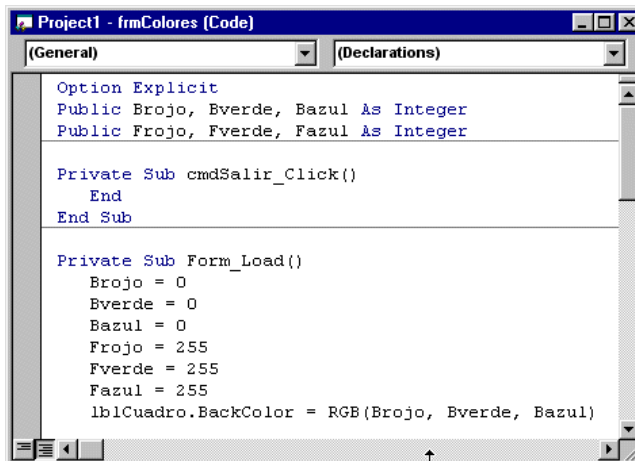 Project1 - frmColores (Code)
(General) (Declarations)
Option Explicit
Public Brojo, Bverde, Bazul As Integer
Public Frojo, Fverde, Fazul As Integer
Private Sub cmdSalir_Click()
End
End Sub
Private Sub Form_Load()
Brojo = 0
Bverde = 0
Bazul = 0
Frojo = 255
Fverde = 255
Fazul = 255
lblCuadro.BackColor = RGB(Brojo, Bverde, Bazul)